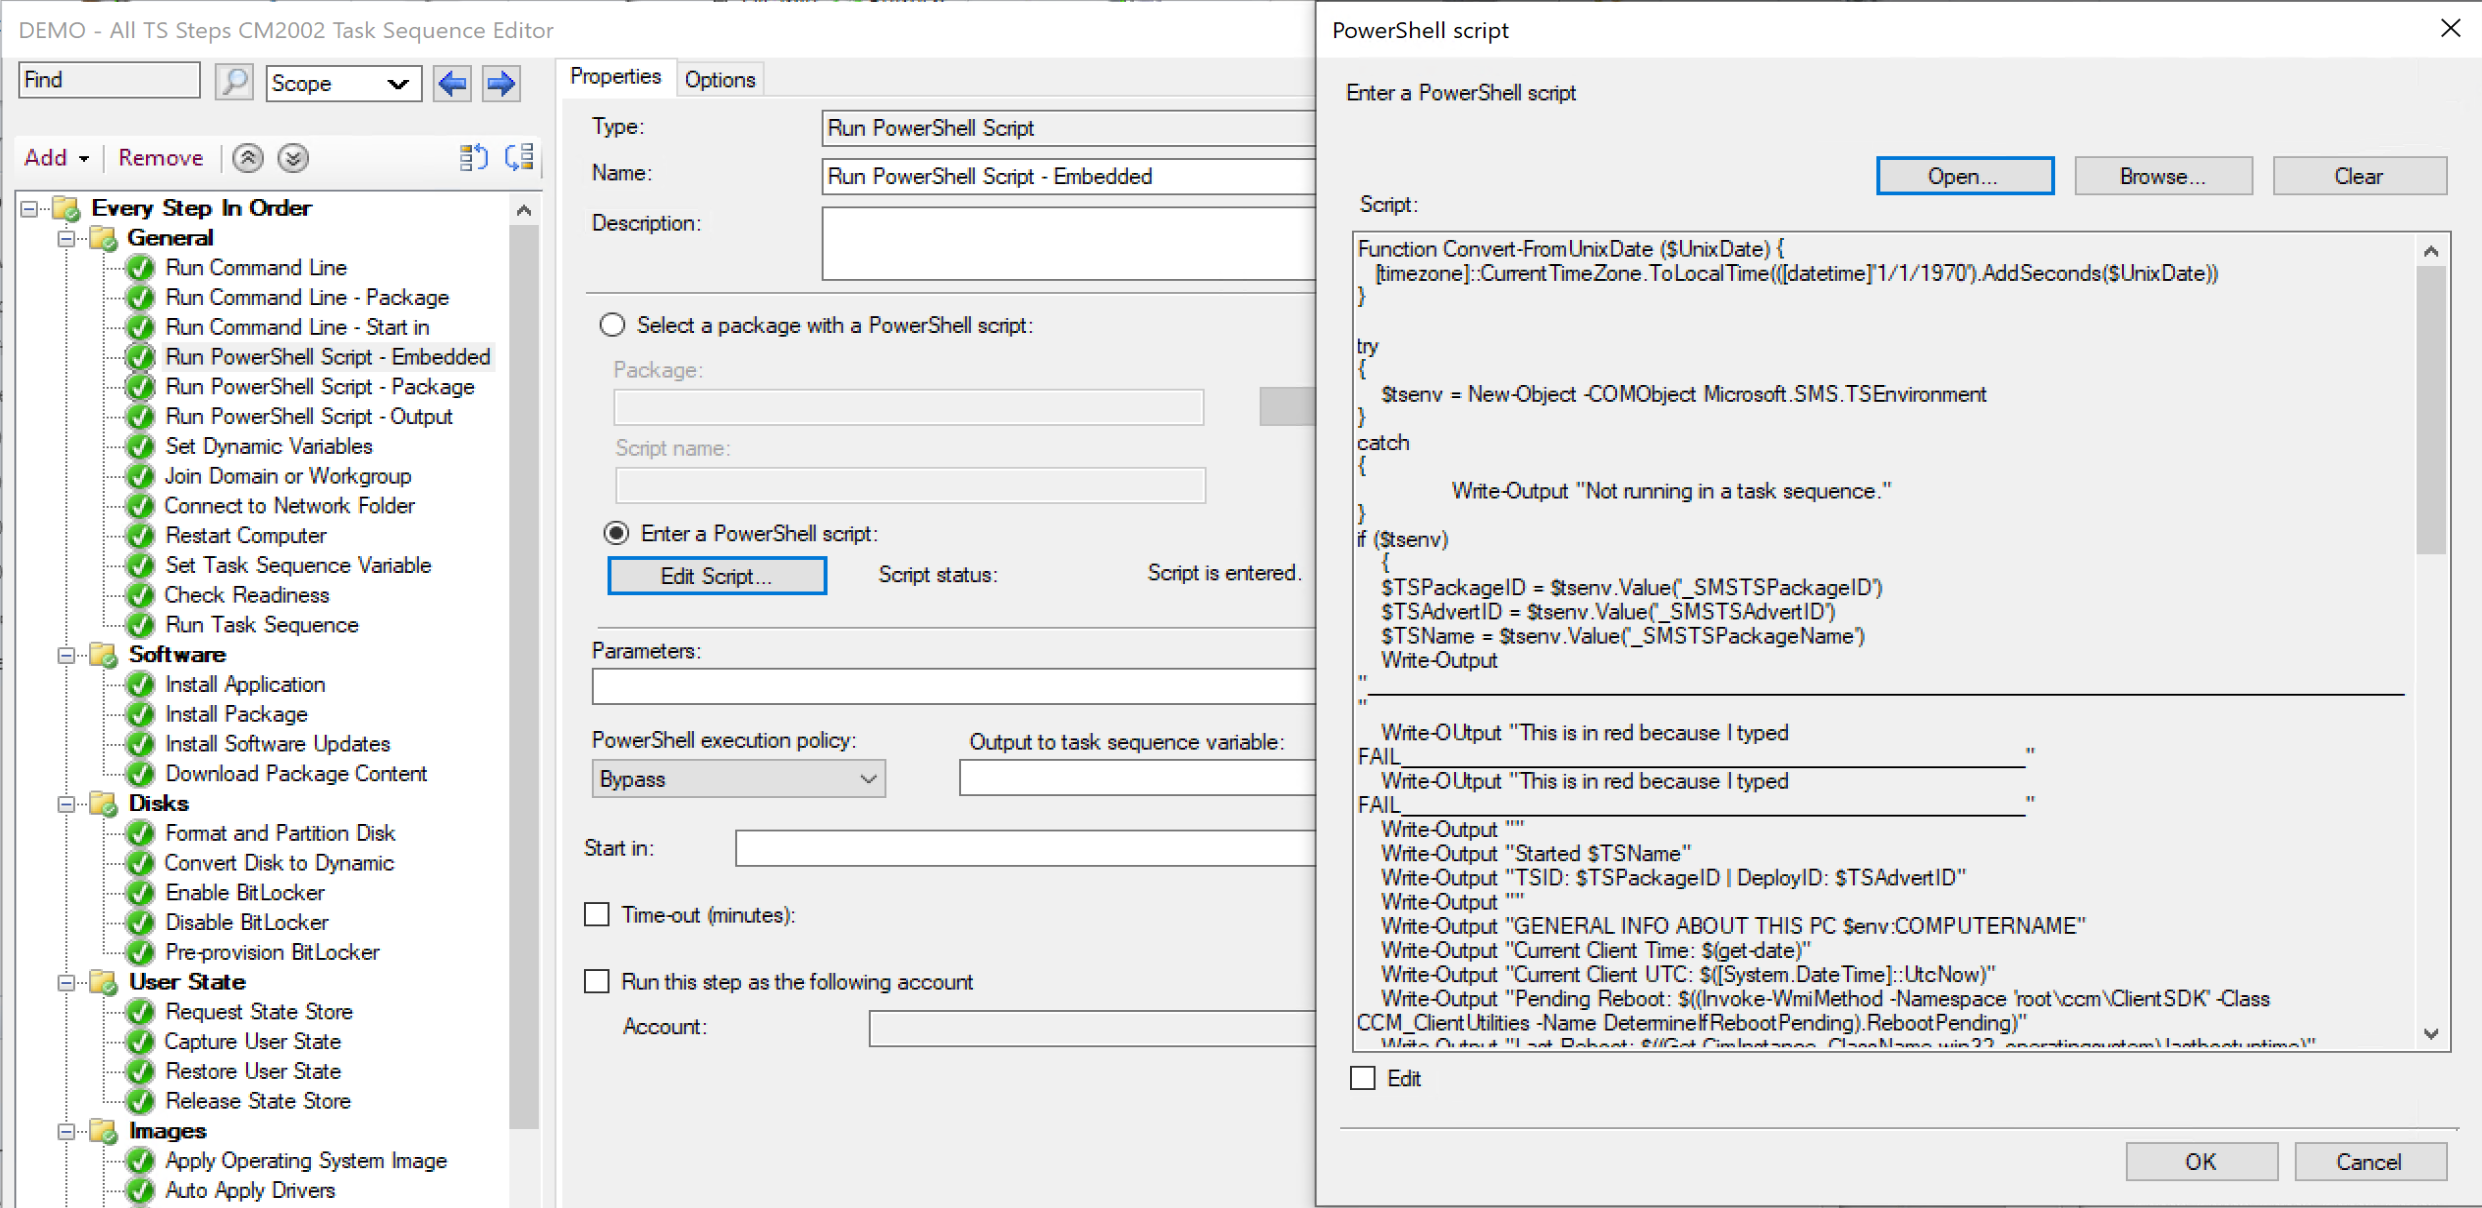 DEMO - All TS Steps CM2002 Task Sequence Editor
Find
Scope
Add
Remove
Every Step In Order
General
Run Command Line
Run Command Line - Package
Run Command Line - Start in
Run PowerShell Script - Embedded
Run PowerShell Script - Package
Run PowerShell Script - Output
Set Dynamic Variables
Join Domain or Workgroup
Connect to Network Folder
Restart Computer
Set Task Sequence Variable
Check Readiness
Run Task Sequence
Software
Install Application
Install Package
Install Software Updates
Download Package Content
Disks
Format and Partition Disk
Convert Disk to Dynamic
Enable BitLocker
Disable BitLocker
Pre-provision BitLocker
User State
Request State Store
Capture User State
Restore User State
Release State Store
Images
Apply Operating System Image
Auto Apply Drivers
Properties
Options
Type:
Run PowerShell Script
Name:
Run PowerShell Script - Embedded
Description:
Select a package with a PowerShell script:
Package:
Script name:
Enter a PowerShell script:
Edit Script...
Script status:
Script is entered.
Parameters:
PowerShell execution policy:
Output to task sequence variable:
Bypass
Start in:
Time-out (minutes):
Run this step as the following account
Account:
PowerShell script
Enter a PowerShell script
Open...
Browse...
Clear
Script:
Function Convert-FromUnixDate ($UnixDate) {
[timezone]::CurrentTimeZone.ToLocalTime(([datetime]'1/1/1970').AddSeconds($UnixDate))
}
try
{
$tsenv = New-Object -COMObject Microsoft.SMS.TSEnvironment
}
catch
{
Write-Output "Not running in a task sequence."
}
if ($tsenv)
{
$TSPackageID = $tsenv.Value('_SMSTSPackageID')
$TSAdvertID = $tsenv.Value('_SMSTSAdvertID')
$TSName = $tsenv.Value('_SMSTSPackageName')
Write-Output
"______________________________________________________________________________________
"
Write-OUtput "This is in red because I typed
FAIL____________________________________________________"
Write-OUtput "This is in red because I typed
FAIL____________________________________________________"
Write-Output ""
Write-Output "Started $TSName"
Write-Output "TSID: $TSPackageID | DeployID: $TSAdvertID"
Write-Output ""
Write-Output "GENERAL INFO ABOUT THIS PC $env:COMPUTERNAME"
Write-Output "Current Client Time: $(get-date)"
Write-Output "Current Client UTC: $([System.DateTime]::UtcNow)"
Write-Output "Pending Reboot: $((Invoke-WmiMethod -Namespace 'root\ccm\ClientSDK' -Class
CCM_ClientUtilities -Name DetermineIfRebootPending).RebootPending)"
Write-Output "Last Reboot: $((Get-CimInstance -ClassName win32_operatingsystem).lastbootuptime)"
Edit
OK
Cancel